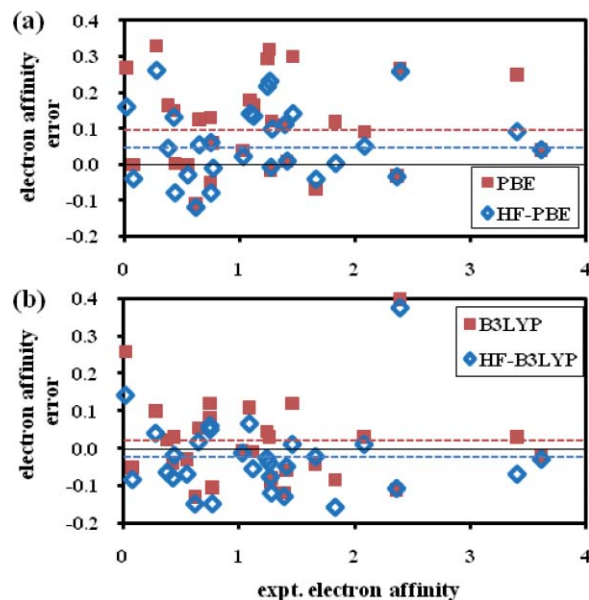 (a)
0.4
0.3
0.2
0.1
0.0
-0.1
-0.2
electron affinity
error
PBE
HF-PBE
0 1 2 3 4
(b)
0.4
0.3
0.2
0.1
0.0
-0.1
-0.2
electron affinity
error
B3LYP
HF-B3LYP
0 1 2 3 4
expt. electron affinity